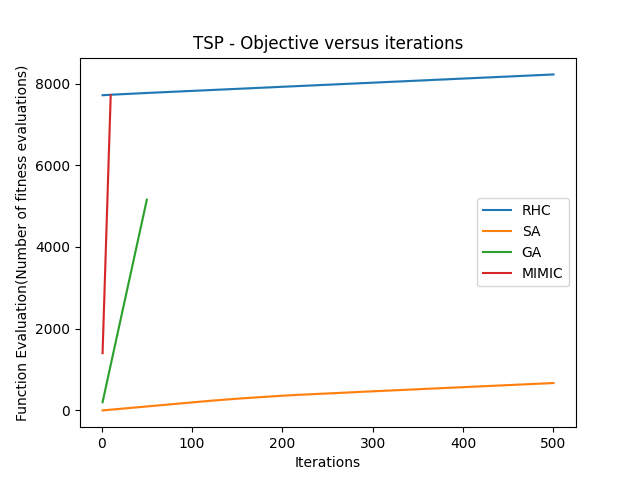 TSP - Objective versus iterations
Function Evaluation(Number of fitness evaluations)
8000
6000
4000
2000
0
RHC
SA
GA
MIMIC
0 100 200 300 400 500
Iterations